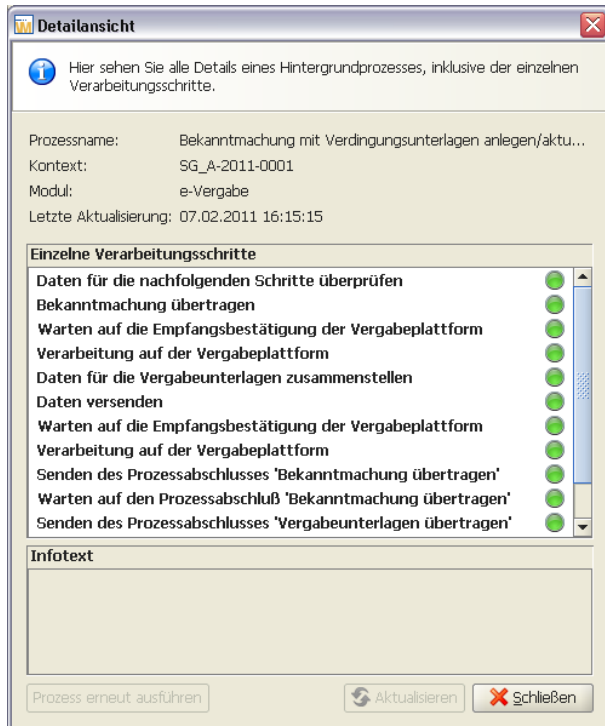 Detailansicht
Hier sehen Sie alle Details eines Hintergrundprozesses, inklusive der einzelnen
Verarbeitungsschritte.
Prozessname: Bekanntmachung mit Verdingungsunterlagen anlegen/aktu...
Kontext: SG_A-2011-0001
Modul: e-Vergabe
Letzte Aktualisierung: 07.02.2011 16:15:15
Einzelne Verarbeitungsschritte
Daten für die nachfolgenden Schritte überprüfen
Bekanntmachung übertragen
Warten auf die Empfangsbestätigung der Vergabeplattform
Verarbeitung auf der Vergabeplattform
Daten für die Vergabeunterlagen zusammenstellen
Daten versenden
Warten auf die Empfangsbestätigung der Vergabeplattform
Verarbeitung auf der Vergabeplattform
Senden des Prozessabschlusses 'Bekanntmachung übertragen'
Warten auf den Prozessabschluß 'Bekanntmachung übertragen'
Senden des Prozessabschlusses 'Vergabeunterlagen übertragen'
Infotext
Prozess erneut ausführen Aktualisieren Schließen